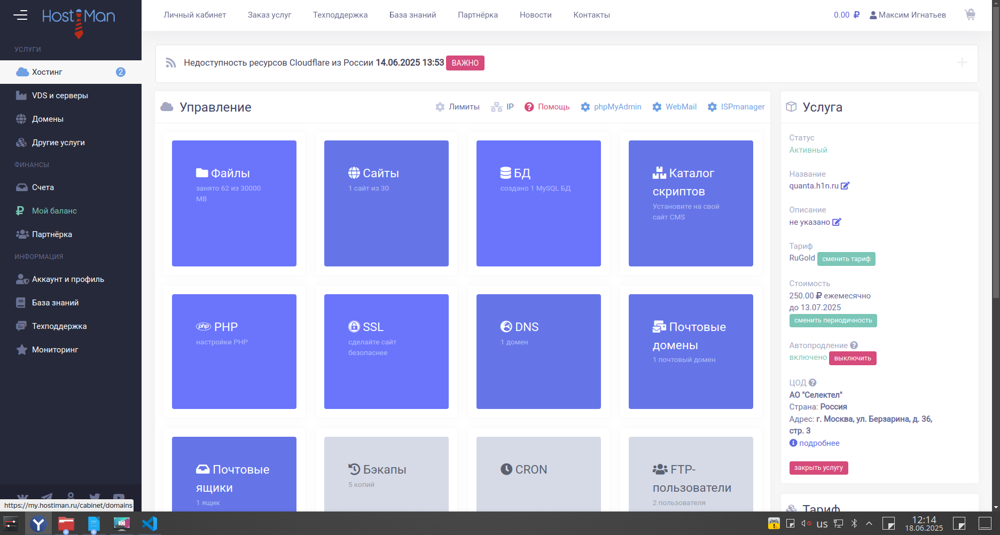 Host Man
Личный кабинет
Заказ услуг
Техподдержка
База знаний
Партнёрка
Новости
Контакты
0.00 ₽
Максим Игнатьев
УСЛУГИ
Хостинг
2
VDS и серверы
Домены
Другие услуги
ФИНАНСЫ
Счета
₽ Мой баланс
Партнёрка
ИНФОРМАЦИЯ
Аккаунт и профиль
База знаний
Техподдержка
Мониторинг
Недоступность ресурсов Cloudflare из России 14.06.2025 13:53 ВАЖНО
Управление
Лимиты
IP
Помощь
phpMyAdmin
WebMail
ISPmanager
Файлы
занято 62 из 30000
MB
Сайты
1 сайт из 30
БД
создано 1 MySQL БД
Каталог
скриптов
Установите на свой
сайт CMS
php PHP
настройки PHP
SSL
сделайте сайт
безопаснее
DNS
1 домен
Почтовые
домены
1 почтовый домен
Почтовые
ящики
1 ящик
Бэкапы
5 копий
CRON
FTP-
пользователи
2 пользователя
Услуга
Статус
Активный
Название
quanta.h1n.ru
Описание
не указано
Тариф
RuGold сменить тариф
Стоимость
250.00 ₽ ежемесячно
до 13.07.2025
сменить периодичность
Автопродление
включено выключить
ЦОД
АО "Селектел"
Страна: Россия
Адрес: г. Москва, ул. Берзарина, д. 36,
стр. 3
подробнее
закрыть услугу
Тариф
https://my.hostiman.ru/cabinet/domains
us
12:14
18.06.2025